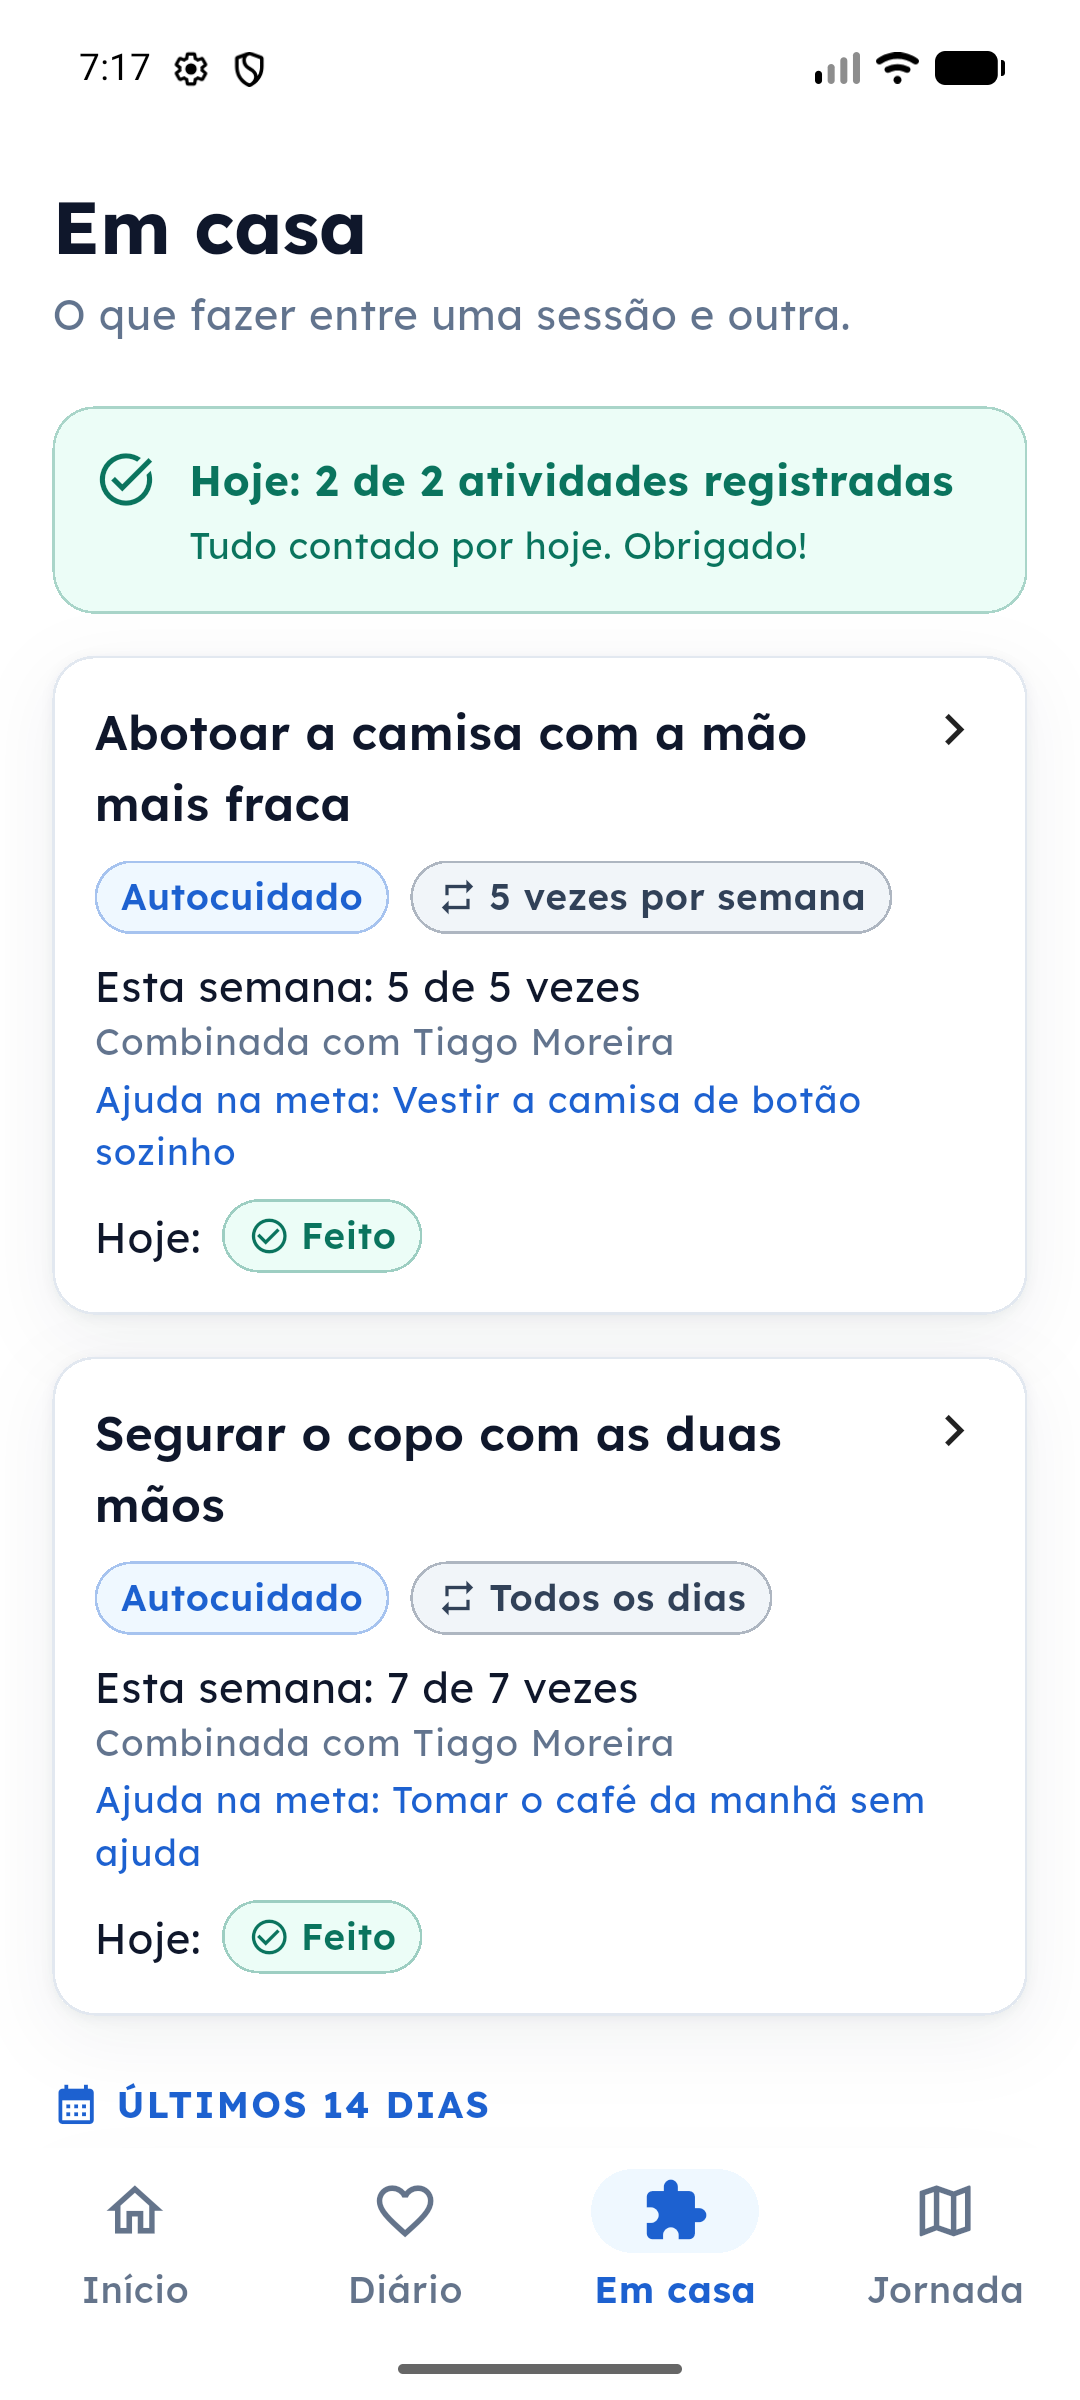 7:17
Em casa
O que fazer entre uma sessão e outra.
Hoje: 2 de 2 atividades registradas
Tudo contado por hoje. Obrigado!
Abotoar a camisa com a mão
mais fraca
Autocuidado
5 vezes por semana
Esta semana: 5 de 5 vezes
Combinada com Tiago Moreira
Ajuda na meta: Vestir a camisa de botão
sozinho
Hoje:
Feito
Segurar o copo com as duas
mãos
Autocuidado
Todos os dias
Esta semana: 7 de 7 vezes
Combinada com Tiago Moreira
Ajuda na meta: Tomar o café da manhã sem
ajuda
Hoje:
Feito
ÚLTIMOS 14 DIAS
Início
Diário
Em casa
Jornada